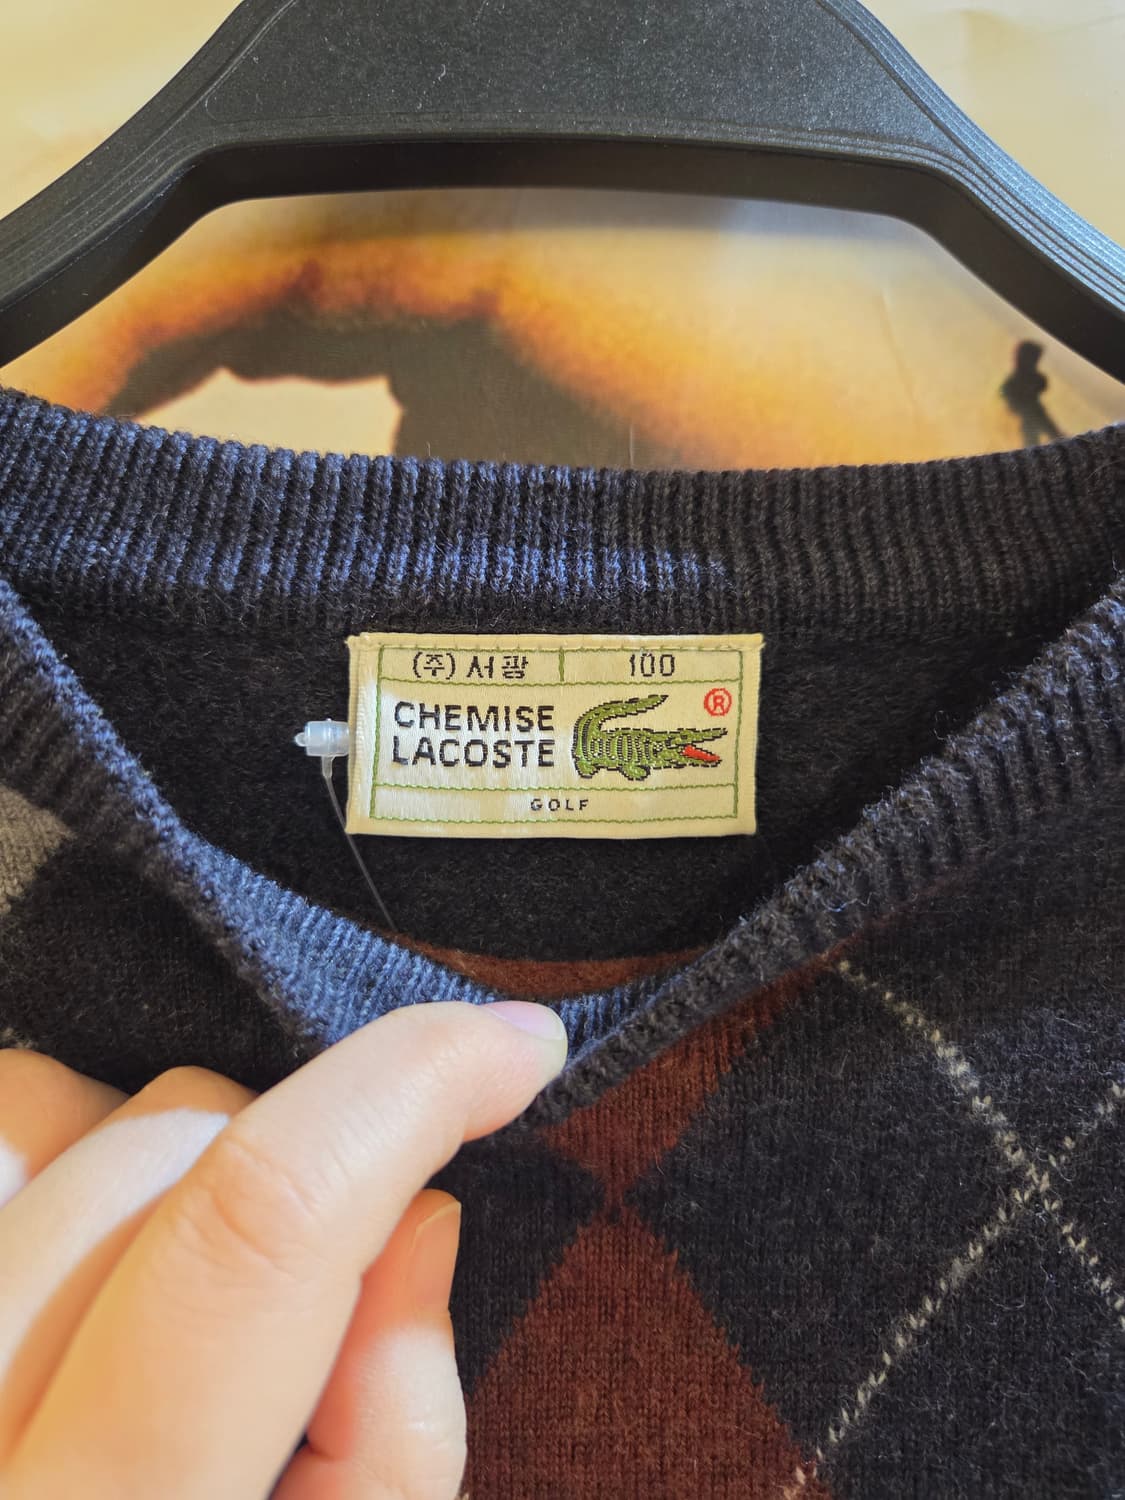 (주) 서광 100
CHEMISE
LACOSTE ®
GOLF